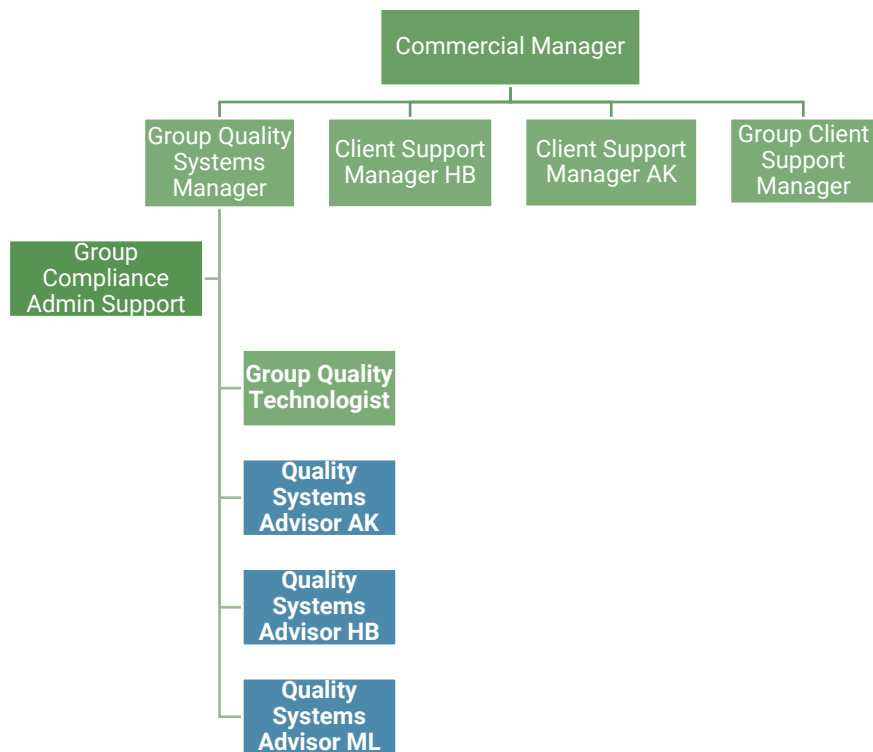 Commercial Manager
Group Quality
Systems
Manager
Client Support
Manager HB
Client Support
Manager AK
Group Client
Support
Manager
Group
Compliance
Admin Support
Group Quality
Technologist
Quality
Systems
Advisor AK
Quality
Systems
Advisor HB
Quality
Systems
Advisor ML